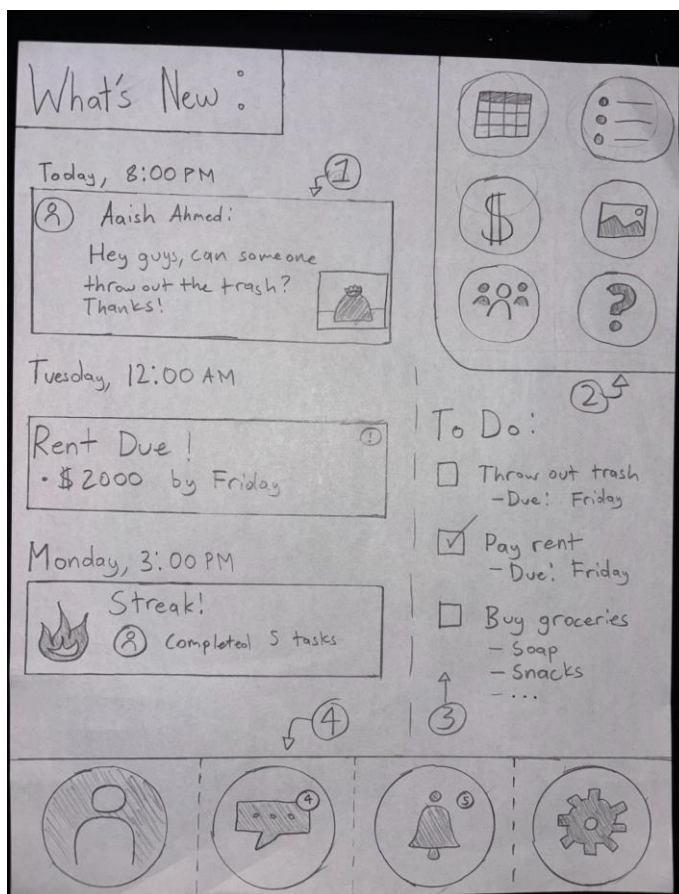 What's New :
Today, 8:00 PM
1
Aaish Ahmed:
Hey guys, can someone
throw out the trash?
Thanks!
Tuesday, 12:00 AM
Rent Due !
!
• $2000 by Friday
Monday, 3:00 PM
Streak!
Completed 5 tasks
$
?
2
To Do:
Throw out trash
- Due: Friday
Pay rent
- Due: Friday
Buy groceries
- Soap
- Snacks
- ...
3
4
4
5